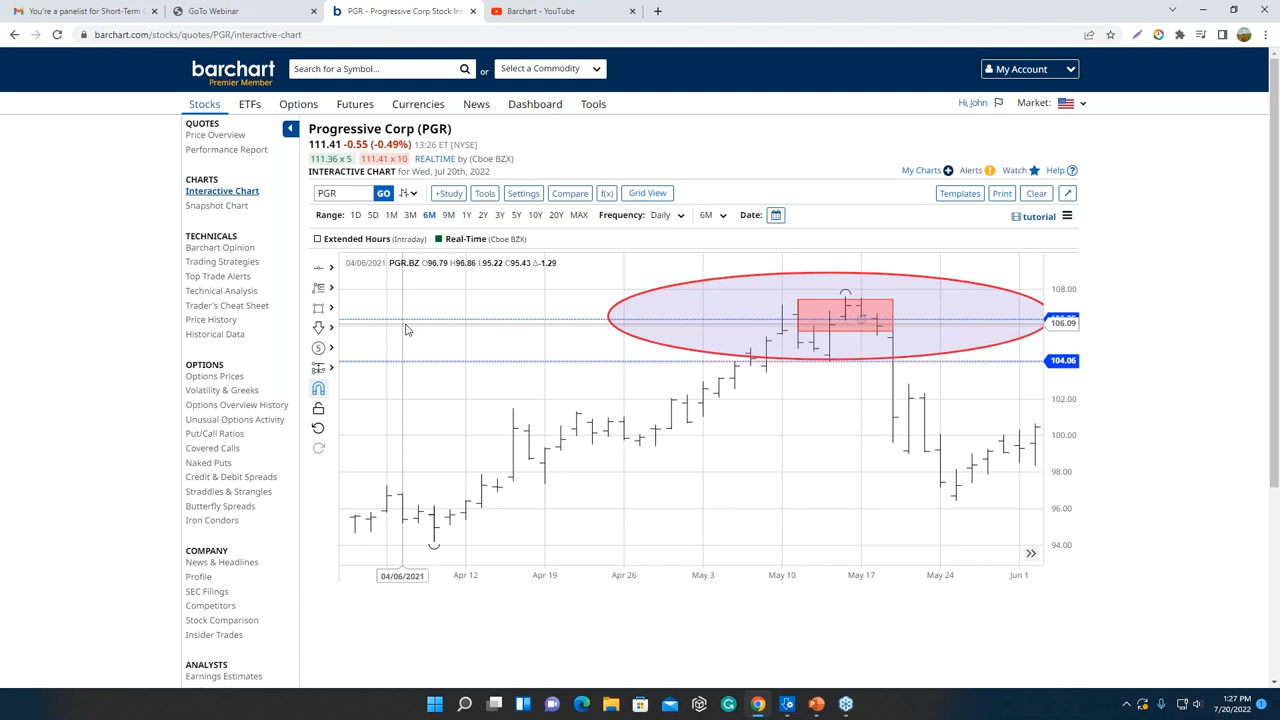 You're a panelist for Short-Term
GoTo Webinar
PGR - Progressive Corp Stock Int
Barchart - YouTube
barchart.com/stocks/quotes/PGR/interactive-chart
barchart
Premier Member
Search for a Symbol...
or
Select a Commodity
My Account
Stocks
ETFs
Options
Futures
Currencies
News
Dashboard
Tools
Hi, John
Market:
QUOTES
Price Overview
Performance Report
CHARTS
Interactive Chart
Snapshot Chart
TECHNICALS
Barchart Opinion
Trading Strategies
Top Trade Alerts
Technical Analysis
Trader's Cheat Sheet
Price History
Historical Data
OPTIONS
Options Prices
Volatility & Greeks
Options Overview History
Unusual Options Activity
Put/Call Ratios
Covered Calls
Naked Puts
Credit & Debit Spreads
Straddles & Strangles
Butterfly Spreads
Iron Condors
COMPANY
News & Headlines
Profile
SEC Filings
Competitors
Stock Comparison
Insider Trades
ANALYSTS
Earnings Estimates
Progressive Corp (PGR)
111.41 -0.55 (-0.49%) 13:26 ET [NYSE]
111.36 x 5 111.41 x 10 REALTIME by (Cboe BZX)
INTERACTIVE CHART for Wed, Jul 20th, 2022
My Charts Alerts Watch Help
PGR GO +Study Tools Settings Compare f(x) Grid View Templates Print Clear
Range: 1D 5D 1M 3M 6M 9M 1Y 2Y 3Y 5Y 10Y 20Y MAX Frequency: Daily 6M Date: tutorial
Extended Hours (Intraday) Real-Time (Cboe BZX)
04/06/2021 PGR.BZ O96.79 H96.86 L95.22 C95.43 Δ-1.29
108.00
106.09
104.06
102.00
100.00
98.00
96.00
94.00
04/06/2021 Apr 12 Apr 19 Apr 26 May 3 May 10 May 17 May 24 Jun 1
1:27 PM
7/20/2022